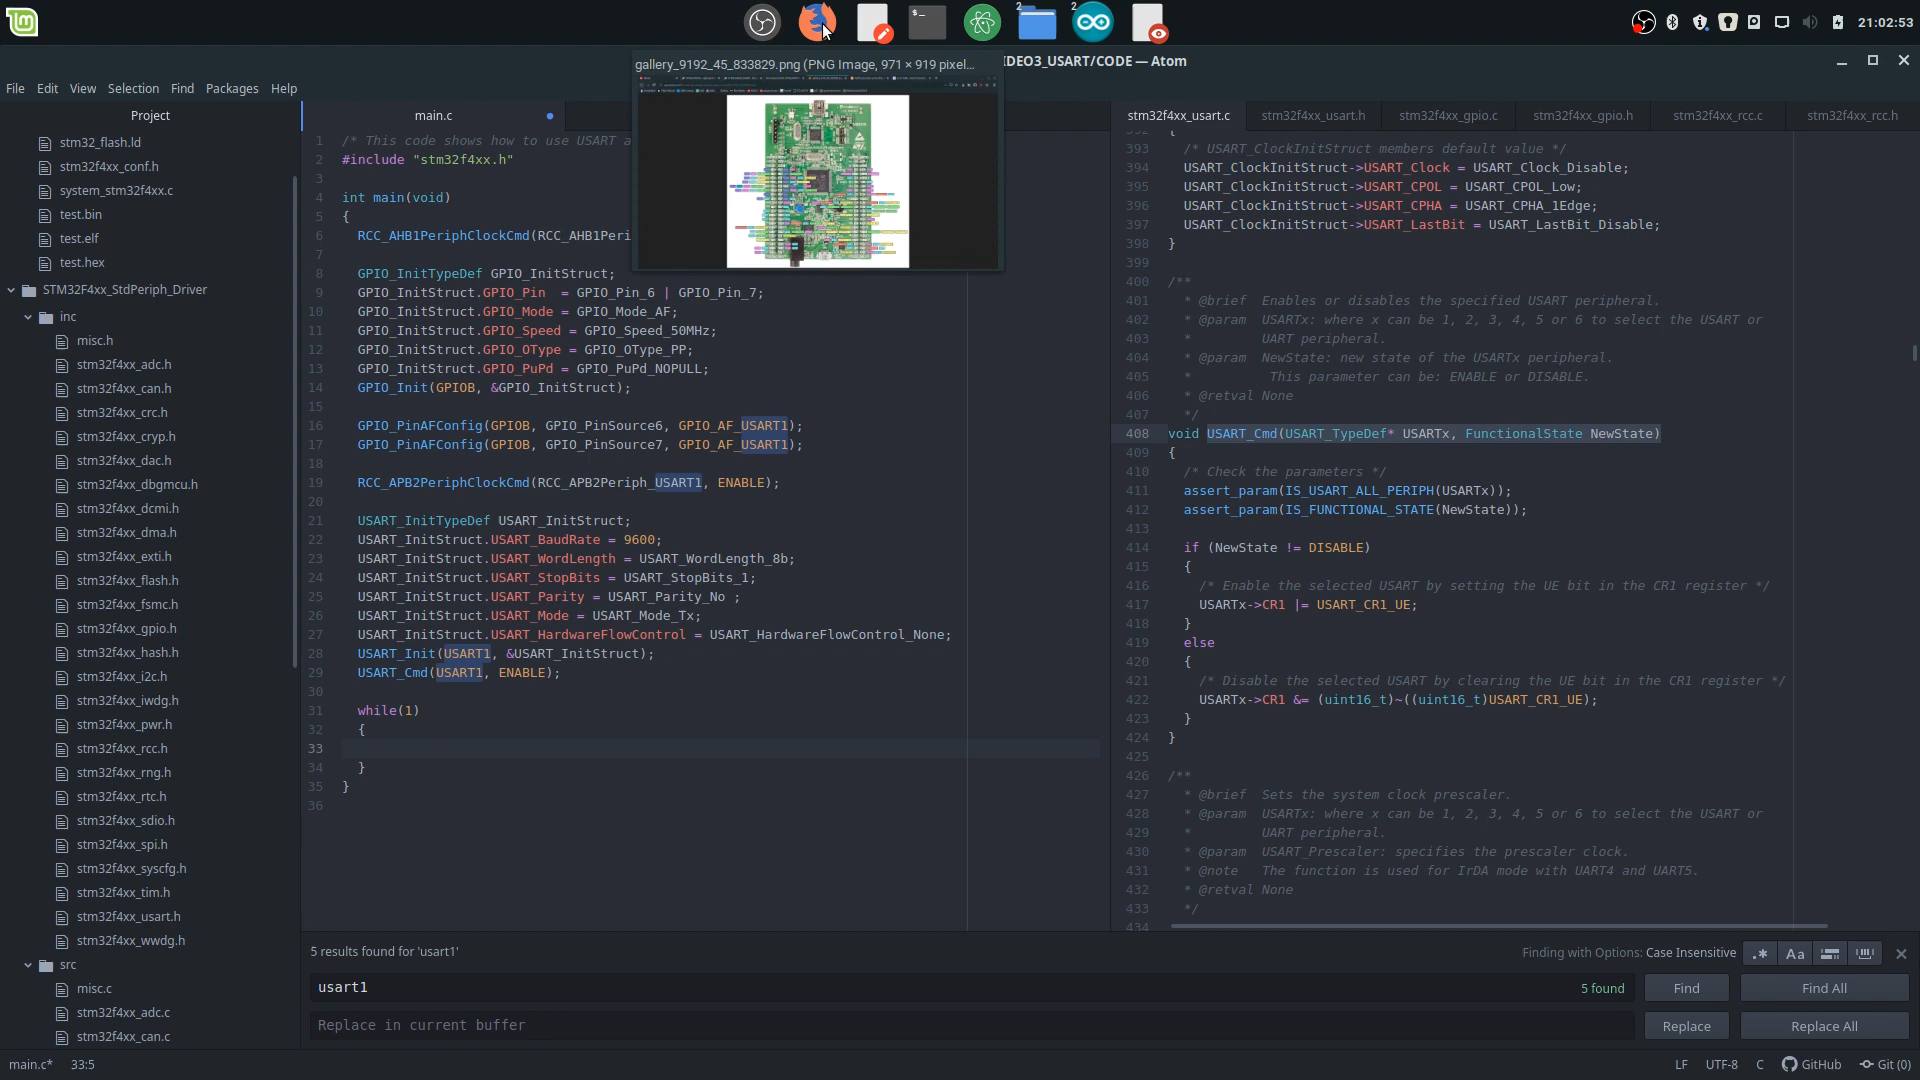 2
2
21:02:53
gallery_9192_45_833829.png (PNG Image, 971 × 919 pixel...
DEO3_USART/CODE — Atom
File Edit View Selection Find Packages Help
Project
stm32_flash.ld
stm32f4xx_conf.h
system_stm32f4xx.c
test.bin
test.elf
test.hex
STM32F4xx_StdPeriph_Driver
inc
misc.h
stm32f4xx_adc.h
stm32f4xx_can.h
stm32f4xx_crc.h
stm32f4xx_cryp.h
stm32f4xx_dac.h
stm32f4xx_dbgmcu.h
stm32f4xx_dcmi.h
stm32f4xx_dma.h
stm32f4xx_exti.h
stm32f4xx_flash.h
stm32f4xx_fsmc.h
stm32f4xx_gpio.h
stm32f4xx_hash.h
stm32f4xx_i2c.h
stm32f4xx_iwdg.h
stm32f4xx_pwr.h
stm32f4xx_rcc.h
stm32f4xx_rng.h
stm32f4xx_rtc.h
stm32f4xx_sdio.h
stm32f4xx_spi.h
stm32f4xx_syscfg.h
stm32f4xx_tim.h
stm32f4xx_usart.h
stm32f4xx_wwdg.h
src
misc.c
stm32f4xx_adc.c
stm32f4xx_can.c
main.c
1 /* This code shows how to use USART a
2 #include "stm32f4xx.h"
3
4 int main(void)
5 {
6 RCC_AHB1PeriphClockCmd(RCC_AHB1Peri
7
8 GPIO_InitTypeDef GPIO_InitStruct;
9 GPIO_InitStruct.GPIO_Pin  = GPIO_Pin_6 | GPIO_Pin_7;
10 GPIO_InitStruct.GPIO_Mode = GPIO_Mode_AF;
11 GPIO_InitStruct.GPIO_Speed = GPIO_Speed_50MHz;
12 GPIO_InitStruct.GPIO_OType = GPIO_OType_PP;
13 GPIO_InitStruct.GPIO_PuPd = GPIO_PuPd_NOPULL;
14 GPIO_Init(GPIOB, &GPIO_InitStruct);
15
16 GPIO_PinAFConfig(GPIOB, GPIO_PinSource6, GPIO_AF_USART1);
17 GPIO_PinAFConfig(GPIOB, GPIO_PinSource7, GPIO_AF_USART1);
18
19 RCC_APB2PeriphClockCmd(RCC_APB2Periph_USART1, ENABLE);
20
21 USART_InitTypeDef USART_InitStruct;
22 USART_InitStruct.USART_BaudRate = 9600;
23 USART_InitStruct.USART_WordLength = USART_WordLength_8b;
24 USART_InitStruct.USART_StopBits = USART_StopBits_1;
25 USART_InitStruct.USART_Parity = USART_Parity_No ;
26 USART_InitStruct.USART_Mode = USART_Mode_Tx;
27 USART_InitStruct.USART_HardwareFlowControl = USART_HardwareFlowControl_None;
28 USART_Init(USART1, &USART_InitStruct);
29 USART_Cmd(USART1, ENABLE);
30
31 while(1)
32 {
33
34 }
35 }
36
stm32f4xx_usart.c stm32f4xx_usart.h stm32f4xx_gpio.c stm32f4xx_gpio.h stm32f4xx_rcc.c stm32f4xx_rcc.h
392 {
393 /* USART_ClockInitStruct members default value */
394 USART_ClockInitStruct->USART_Clock = USART_Clock_Disable;
395 USART_ClockInitStruct->USART_CPOL = USART_CPOL_Low;
396 USART_ClockInitStruct->USART_CPHA = USART_CPHA_1Edge;
397 USART_ClockInitStruct->USART_LastBit = USART_LastBit_Disable;
398 }
399
400 /**
401 * @brief  Enables or disables the specified USART peripheral.
402 * @param  USARTx: where x can be 1, 2, 3, 4, 5 or 6 to select the USART or
403 *         UART peripheral.
404 * @param  NewState: new state of the USARTx peripheral.
405 *          This parameter can be: ENABLE or DISABLE.
406 * @retval None
407 */
408 void USART_Cmd(USART_TypeDef* USARTx, FunctionalState NewState)
409 {
410 /* Check the parameters */
411 assert_param(IS_USART_ALL_PERIPH(USARTx));
412 assert_param(IS_FUNCTIONAL_STATE(NewState));
413
414 if (NewState != DISABLE)
415 {
416 /* Enable the selected USART by setting the UE bit in the CR1 register */
417 USARTx->CR1 |= USART_CR1_UE;
418 }
419 else
420 {
421 /* Disable the selected USART by clearing the UE bit in the CR1 register */
422 USARTx->CR1 &= (uint16_t)~((uint16_t)USART_CR1_UE);
423 }
424 }
425
426 /**
427 * @brief  Sets the system clock prescaler.
428 * @param  USARTx: where x can be 1, 2, 3, 4, 5 or 6 to select the USART or
429 *         UART peripheral.
430 * @param  USART_Prescaler: specifies the prescaler clock.
431 * @note   The function is used for IrDA mode with UART4 and UART5.
432 * @retval None
433 */
434
5 results found for 'usart1'
Finding with Options: Case Insensitive .* Aa
usart1 5 found Find Find All
Replace in current buffer Replace Replace All
main.c* 33:5 LF UTF-8 C GitHub Git (0)